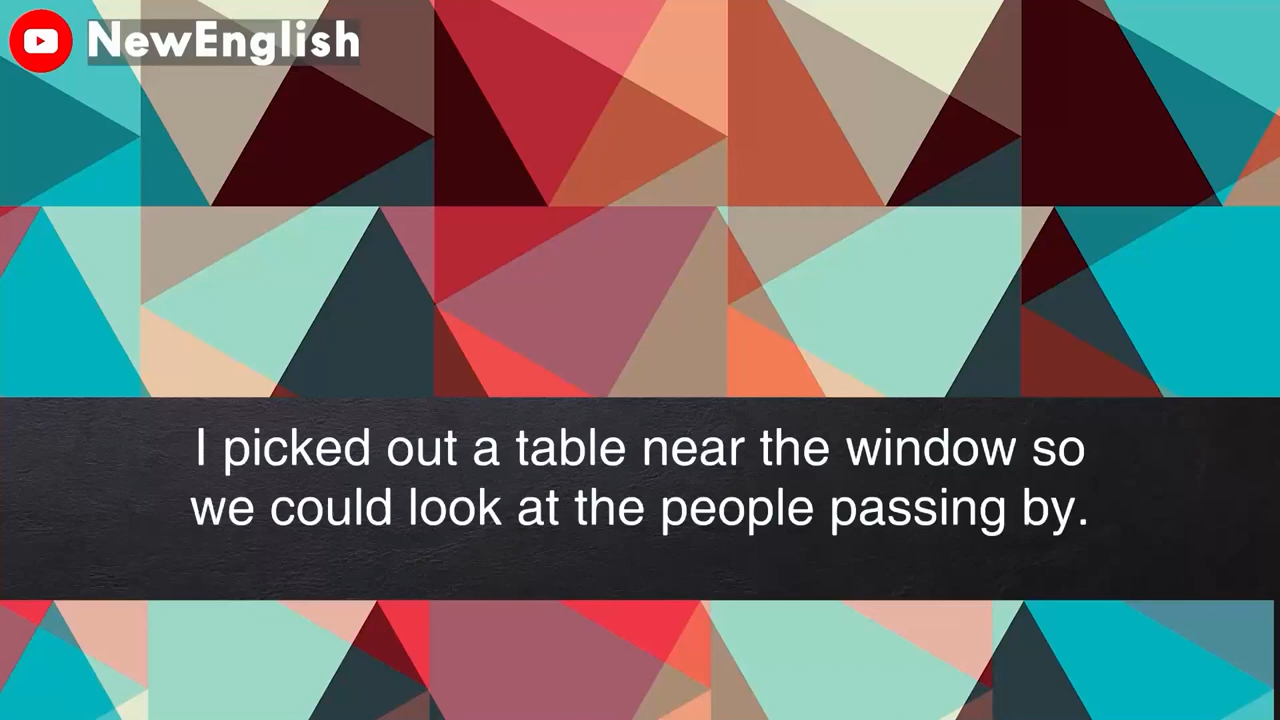 NewEnglish
I picked out a table near the window so
we could look at the people passing by.